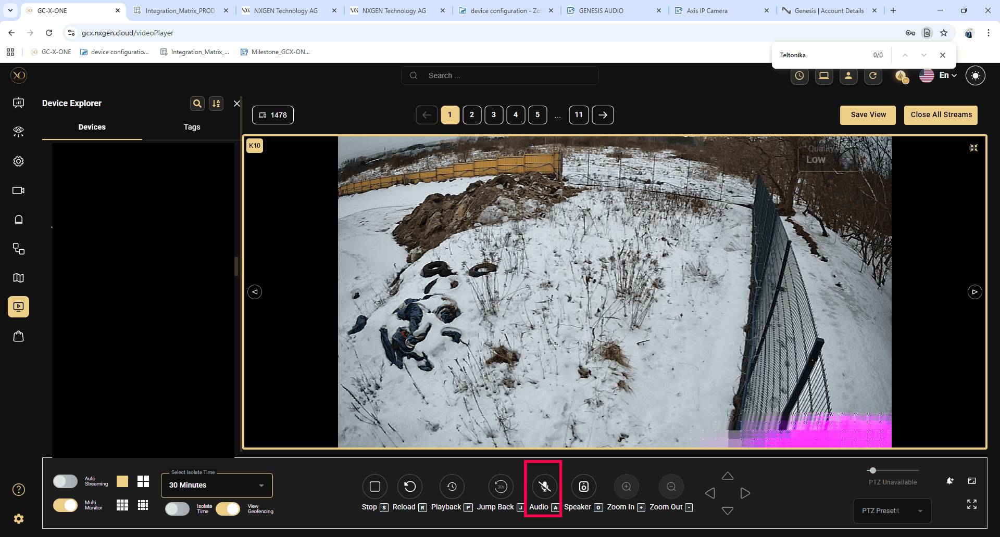 GC-X-ONE
Integration_Matrix_PROD
NXGEN Technology AG
NXGEN Technology AG
device configuration - Zoh
GENESIS AUDIO
Axis IP Camera
Genesis | Account Details
gcx.nxgen.cloud/videoPlayer
GC-X-ONE
device configuratio...
Integration_Matrix_...
Milestone_GCX-ON...
Teltonika
0/0
XO
Search ...
En
Device Explorer
Devices
Tags
1478
1
2
3
4
5
...
11
Save View
Close All Streams
K10
Quality
Low
Auto
Streaming
Multi
Monitor
Select Isolate Time
30 Minutes
Isolate
Time
View
Geofencing
30s
Stop S
Reload R
Playback P
Jump Back J
Audio A
Speaker O
Zoom In +
Zoom Out -
PTZ Unavailable
PTZ Preset